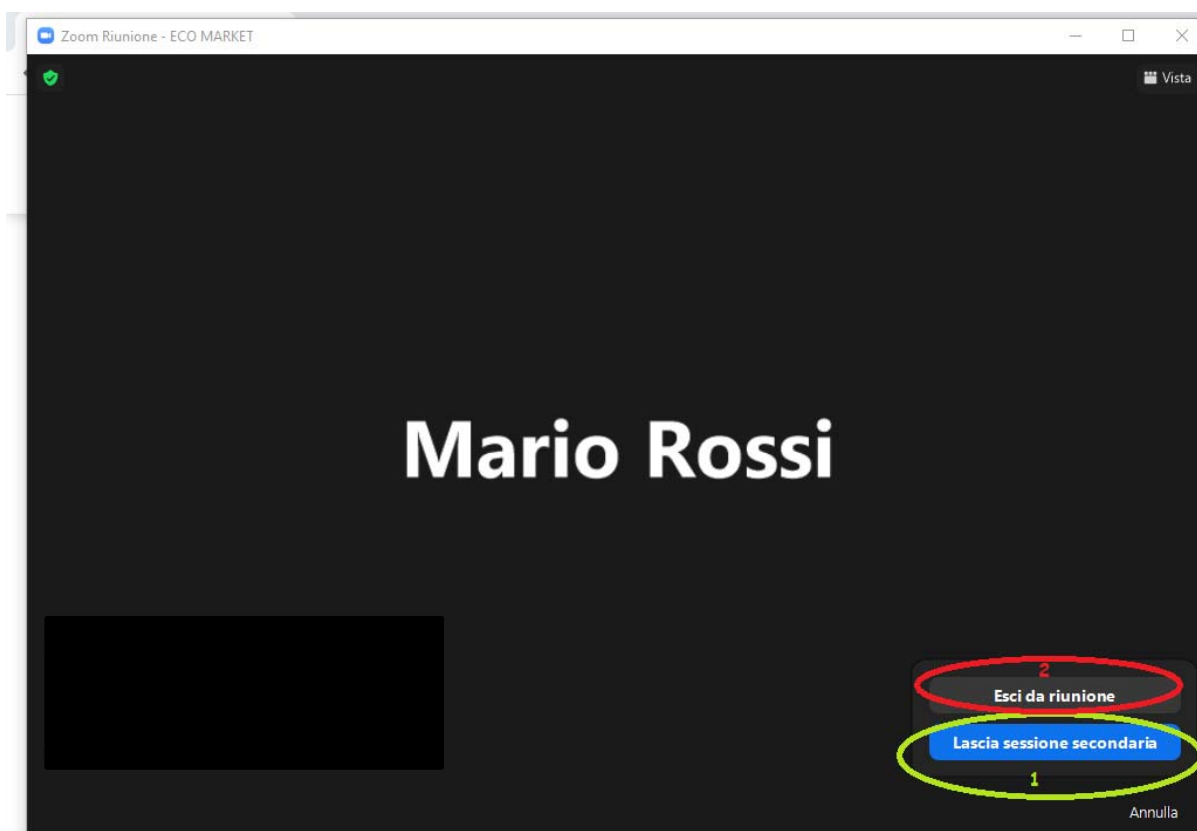 Zoom Riunione - ECO MARKET
Vista
Mario Rossi
2
Esci da riunione
Lascia sessione secondaria
1
Annulla